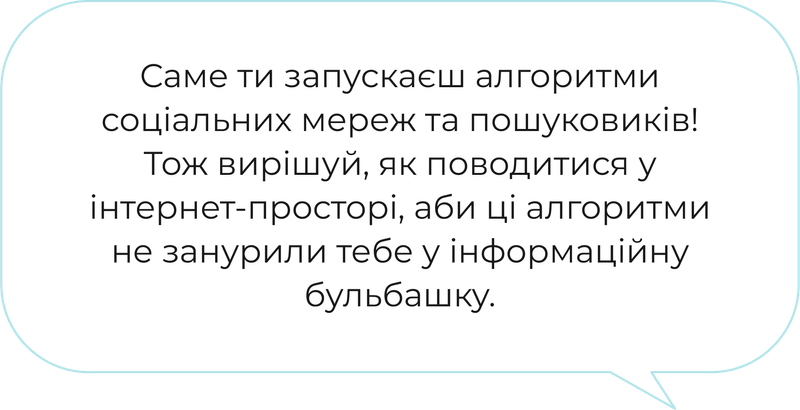 Саме ти запускаєш алгоритми
соціальних мереж та пошуковиків!
Тож вирішуй, як поводитися у
інтернет-просторі, аби ці алгоритми
не занурили тебе у інформаційну
бульбашку.